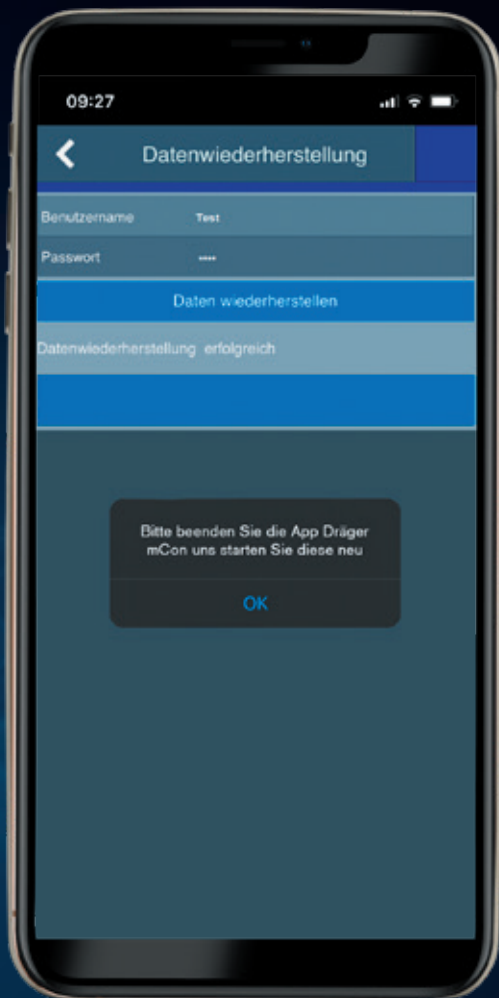 09:27
Datenwiederherstellung
Benutzername Test
Passwort ••••
Daten wiederherstellen
Datenwiederherstellung erfolgreich
Bitte beenden Sie die App Dräger
mCon uns starten Sie diese neu
OK